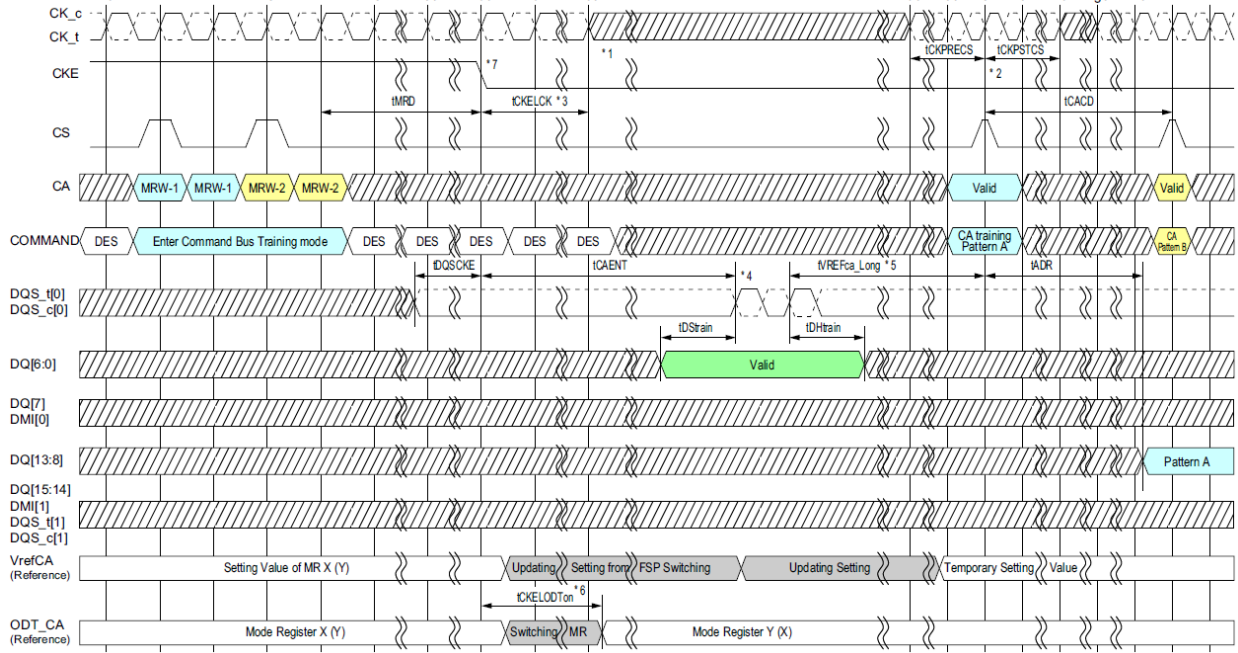 CK_c
CK_t
*1
tCKPRECS
tCKPSTCS
CKE
*7
*2
tMRD
tCKELCK *3
tCACD
CS
CA
MRW-1
MRW-1
MRW-2
MRW-2
Valid
Valid
COMMAND
DES
Enter Command Bus Training mode
DES
DES
DES
DES
DES
CA training
Pattern A
CA
Pattern B
tDQSCKE
tCAENT
*4
tVREFca_Long *5
tADR
DQS_t[0]
DQS_c[0]
tDStrain
tDHtrain
DQ[6:0]
Valid
DQ[7]
DMI[0]
DQ[13:8]
Pattern A
DQ[15:14]
DMI[1]
DQS_t[1]
DQS_c[1]
VrefCA
(Reference)
Setting Value of MR X (Y)
Updating Setting from FSP Switching
Updating Setting
Temporary Setting Value
tCKELODTon *6
ODT_CA
(Reference)
Mode Register X (Y)
Switching MR
Mode Register Y (X)